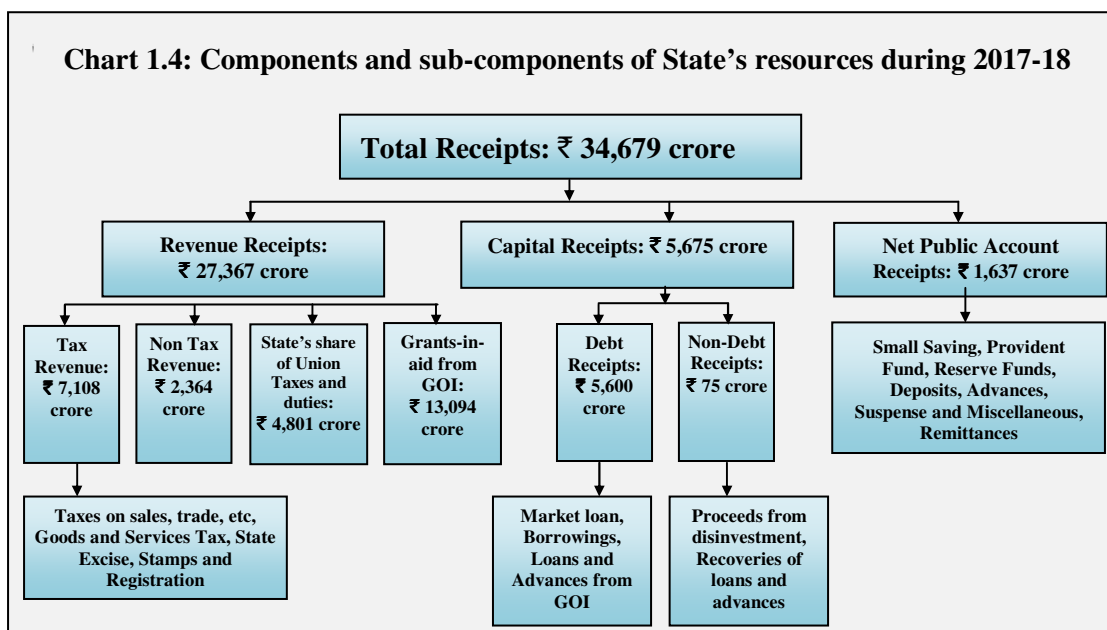 Chart 1.4: Components and sub-components of State's resources during 2017-18
Total Receipts: ₹ 34,679 crore
Revenue Receipts:
₹ 27,367 crore
Capital Receipts: ₹ 5,675 crore
Net Public Account
Receipts: ₹ 1,637 crore
Tax
Revenue:
₹ 7,108
crore
Non Tax
Revenue:
₹ 2,364
crore
State's share
of Union
Taxes and
duties:
₹ 4,801 crore
Grants-in-
aid from
GOI:
₹ 13,094
crore
Debt
Receipts:
₹ 5,600
crore
Non-Debt
Receipts:
₹ 75 crore
Small Saving, Provident
Fund, Reserve Funds,
Deposits, Advances,
Suspense and Miscellaneous,
Remittances
Taxes on sales, trade, etc,
Goods and Services Tax, State
Excise, Stamps and
Registration
Market loan,
Borrowings,
Loans and
Advances from
GOI
Proceeds from
disinvestment,
Recoveries of
loans and
advances